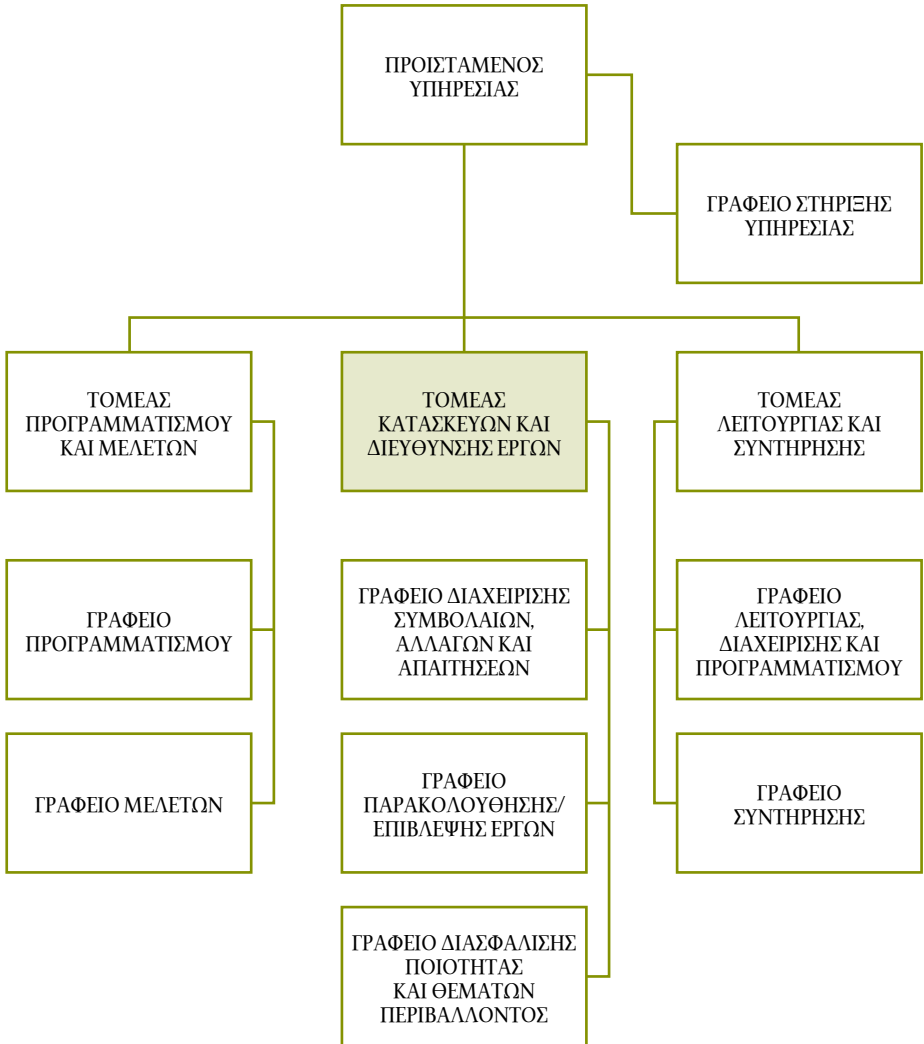 ΠΡΟΙΣΤΑΜΕΝΟΣ
ΥΠΗΡΕΣΙΑΣ
ΓΡΑΦΕΙΟ ΣΤΗΡΙΞΗΣ
ΥΠΗΡΕΣΙΑΣ
ΤΟΜΕΑΣ
ΠΡΟΓΡΑΜΜΑΤΙΣΜΟΥ
ΚΑΙ ΜΕΛΕΤΩΝ
ΤΟΜΕΑΣ
ΚΑΤΑΣΚΕΥΩΝ ΚΑΙ
ΔΙΕΥΘΥΝΣΗΣ ΕΡΓΩΝ
ΤΟΜΕΑΣ
ΛΕΙΤΟΥΡΓΙΑΣ ΚΑΙ
ΣΥΝΤΗΡΗΣΗΣ
ΓΡΑΦΕΙΟ
ΠΡΟΓΡΑΜΜΑΤΙΣΜΟΥ
ΓΡΑΦΕΙΟ ΔΙΑΧΕΙΡΙΣΗΣ
ΣΥΜΒΟΛΑΙΩΝ,
ΑΛΛΑΓΩΝ ΚΑΙ
ΑΠΑΙΤΗΣΕΩΝ
ΓΡΑΦΕΙΟ
ΛΕΙΤΟΥΡΓΙΑΣ,
ΔΙΑΧΕΙΡΙΣΗΣ ΚΑΙ
ΠΡΟΓΡΑΜΜΑΤΙΣΜΟΥ
ΓΡΑΦΕΙΟ ΜΕΛΕΤΩΝ
ΓΡΑΦΕΙΟ
ΠΑΡΑΚΟΛΟΥΘΗΣΗΣ/
ΕΠΙΒΛΕΨΗΣ ΕΡΓΩΝ
ΓΡΑΦΕΙΟ
ΣΥΝΤΗΡΗΣΗΣ
ΓΡΑΦΕΙΟ ΔΙΑΣΦΑΛΙΣΗΣ
ΠΟΙΟΤΗΤΑΣ
ΚΑΙ ΘΕΜΑΤΩΝ
ΠΕΡΙΒΑΛΛΟΝΤΟΣ